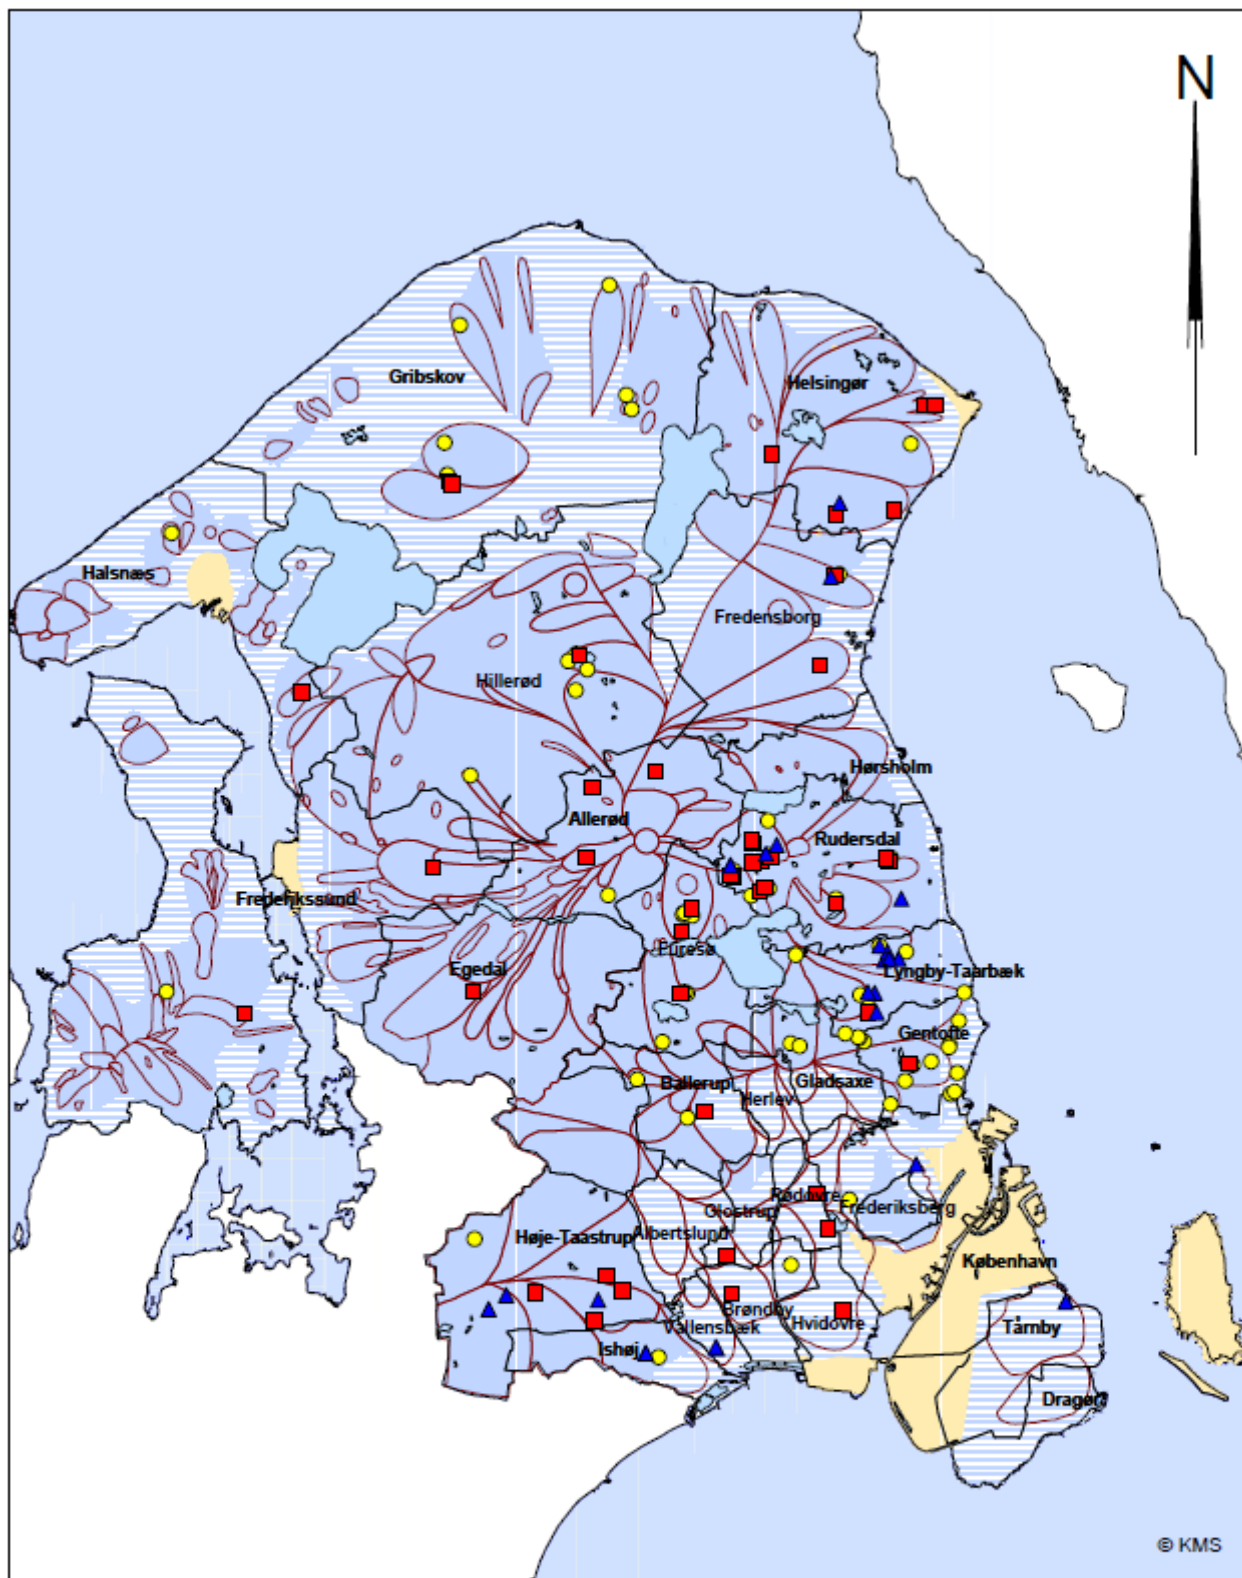 N
Helsingør
Gribskov
Halsnæs
Fredensborg
Hillerød
Hørsholm
Allerød
Rudersdal
Frederikssund
Furesø
Egedal
Lyngby-Taarbæk
Gentofte
Ballerup
Gladsaxe
Herlev
Rødovre
Frederiksberg
Glostrup
Albertslund
Høje-Taastrup
København
Brøndby
Vallensbæk
Hvidovre
Tårnby
Ishøj
Dragør
© KMS